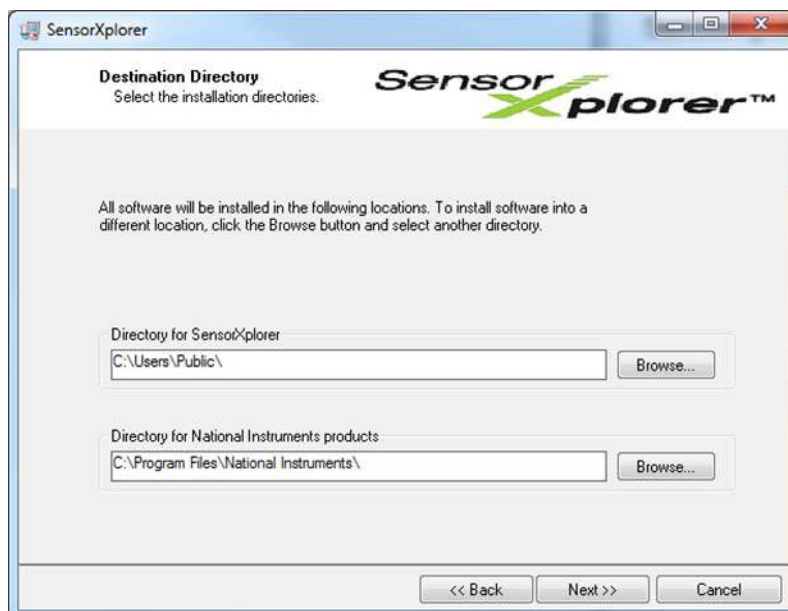 SensorXplorer
Destination Directory
Select the installation directories.
Sensor
Xplorer™
All software will be installed in the following locations. To install software into a
different location, click the Browse button and select another directory.
Directory for SensorXplorer
C:\Users\Public\
Browse...
Directory for National Instruments products
C:\Program Files\National Instruments\
Browse...
<< Back
Next >>
Cancel